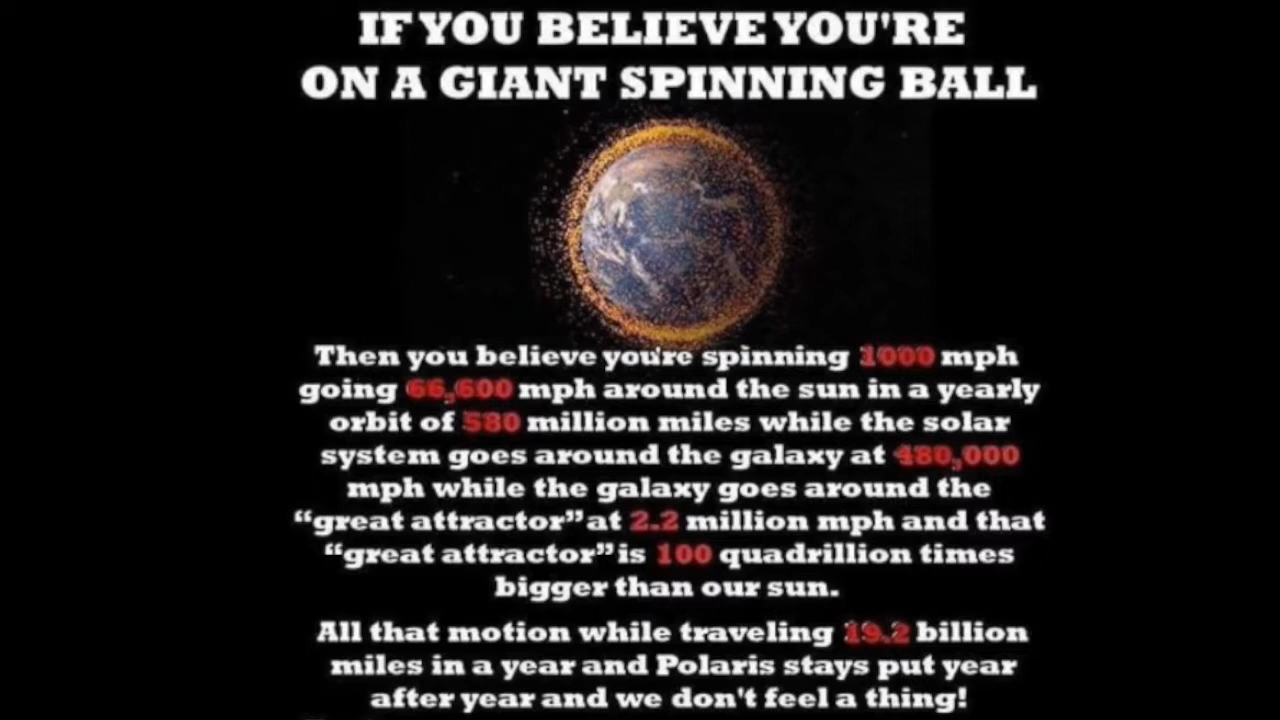 IF YOU BELIEVE YOU'RE
ON A GIANT SPINNING BALL
Then you believe you're spinning 1000 mph
going 66,600 mph around the sun in a yearly
orbit of 580 million miles while the solar
system goes around the galaxy at 480,000
mph while the galaxy goes around the
“great attractor” at 2.2 million mph and that
“great attractor” is 100 quadrillion times
bigger than our sun.
All that motion while traveling 19.2 billion
miles in a year and Polaris stays put year
after year and we don't feel a thing!